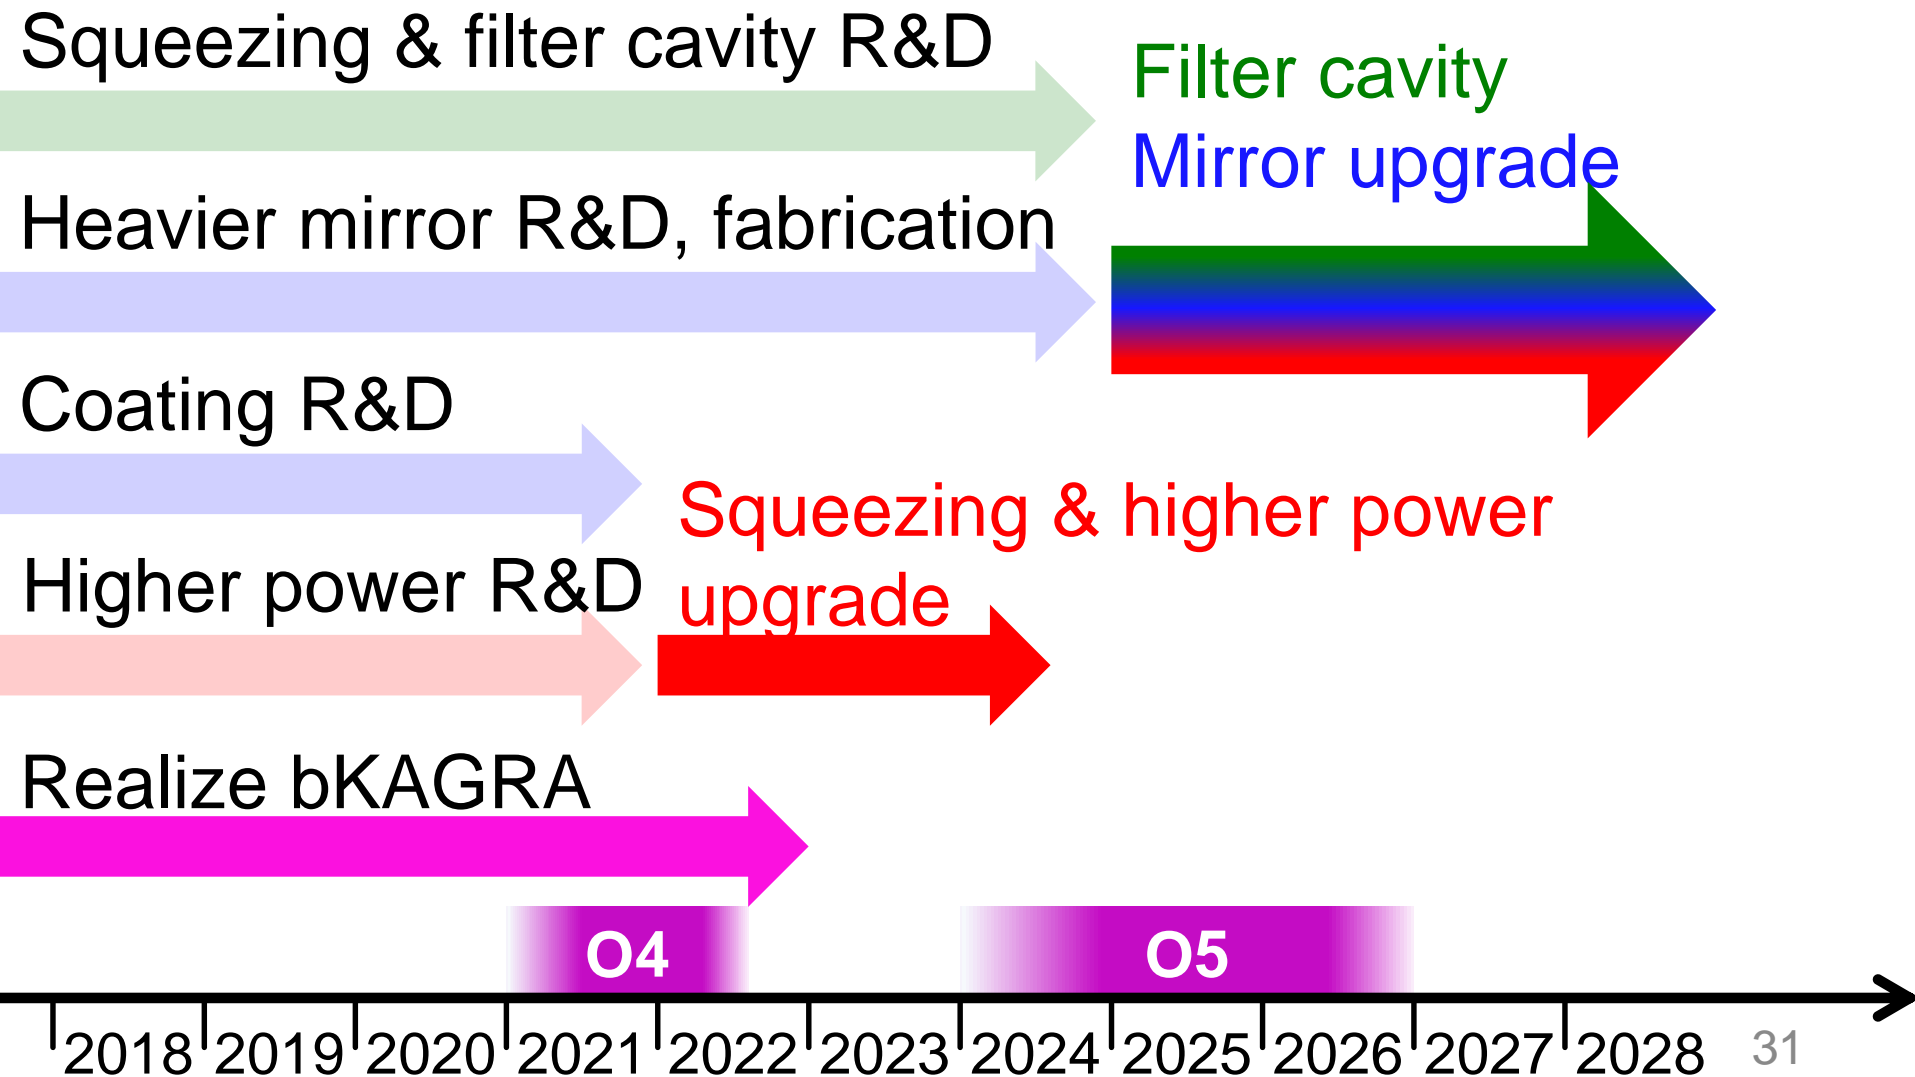 Squeezing & filter cavity R&D
Filter cavity
Mirror upgrade
Heavier mirror R&D, fabrication
Coating R&D
Squeezing & higher power
upgrade
Higher power R&D
Realize bKAGRA
O4 O5
2018 2019 2020 2021 2022 2023 2024 2025 2026 2027 2028 31